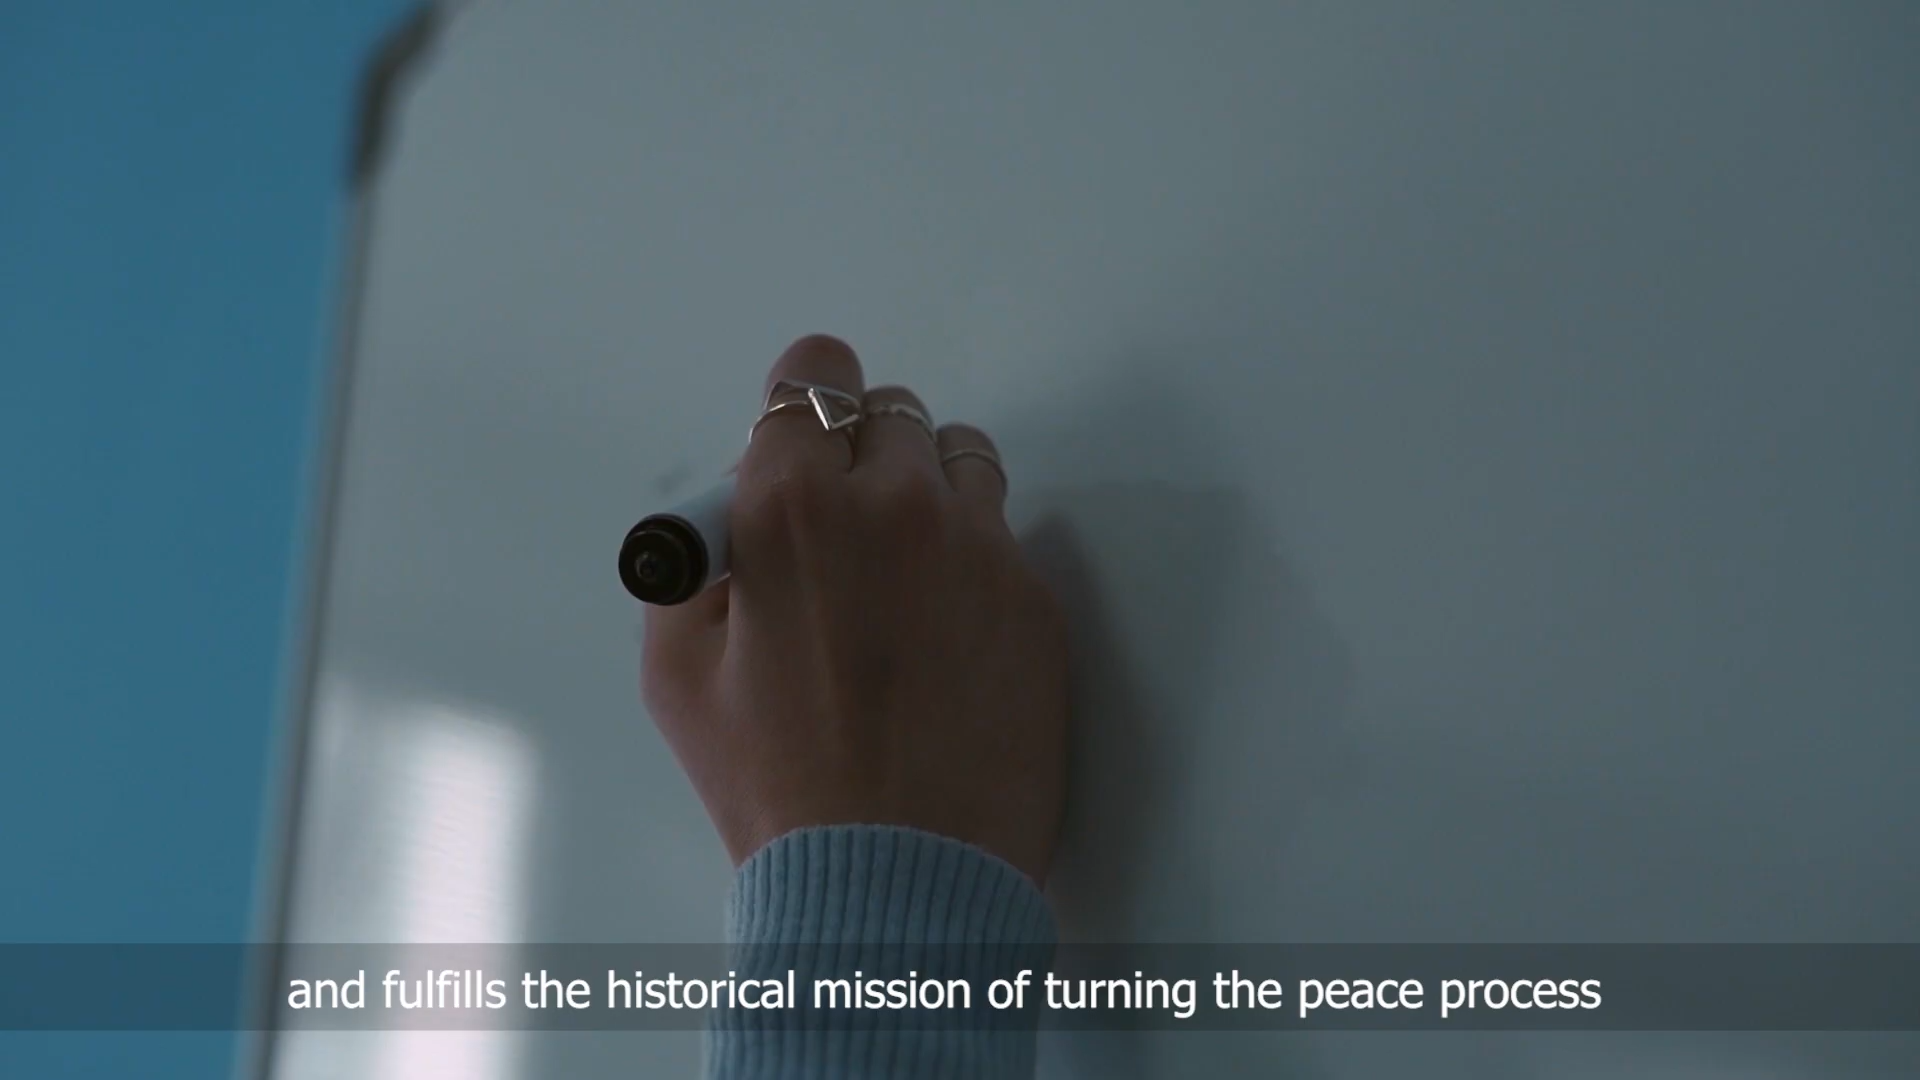 and fulfills the historical mission of turning the peace process